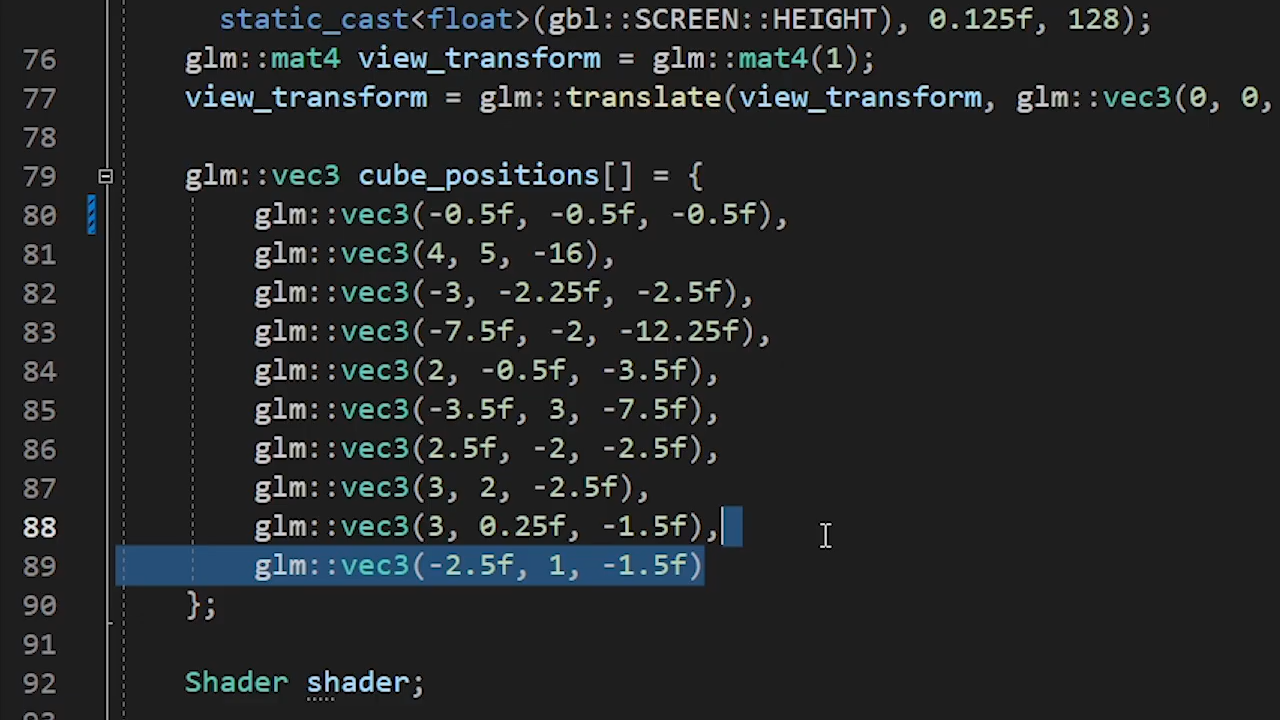 static_cast<float>(gbl::SCREEN::HEIGHT), 0.125f, 128);
76 glm::mat4 view_transform = glm::mat4(1);
77 view_transform = glm::translate(view_transform, glm::vec3(0, 0,
78
79 glm::vec3 cube_positions[] = {
80 glm::vec3(-0.5f, -0.5f, -0.5f),
81 glm::vec3(4, 5, -16),
82 glm::vec3(-3, -2.25f, -2.5f),
83 glm::vec3(-7.5f, -2, -12.25f),
84 glm::vec3(2, -0.5f, -3.5f),
85 glm::vec3(-3.5f, 3, -7.5f),
86 glm::vec3(2.5f, -2, -2.5f),
87 glm::vec3(3, 2, -2.5f),
88 glm::vec3(3, 0.25f, -1.5f),
89 glm::vec3(-2.5f, 1, -1.5f)
90 };
91
92 Shader shader;
93